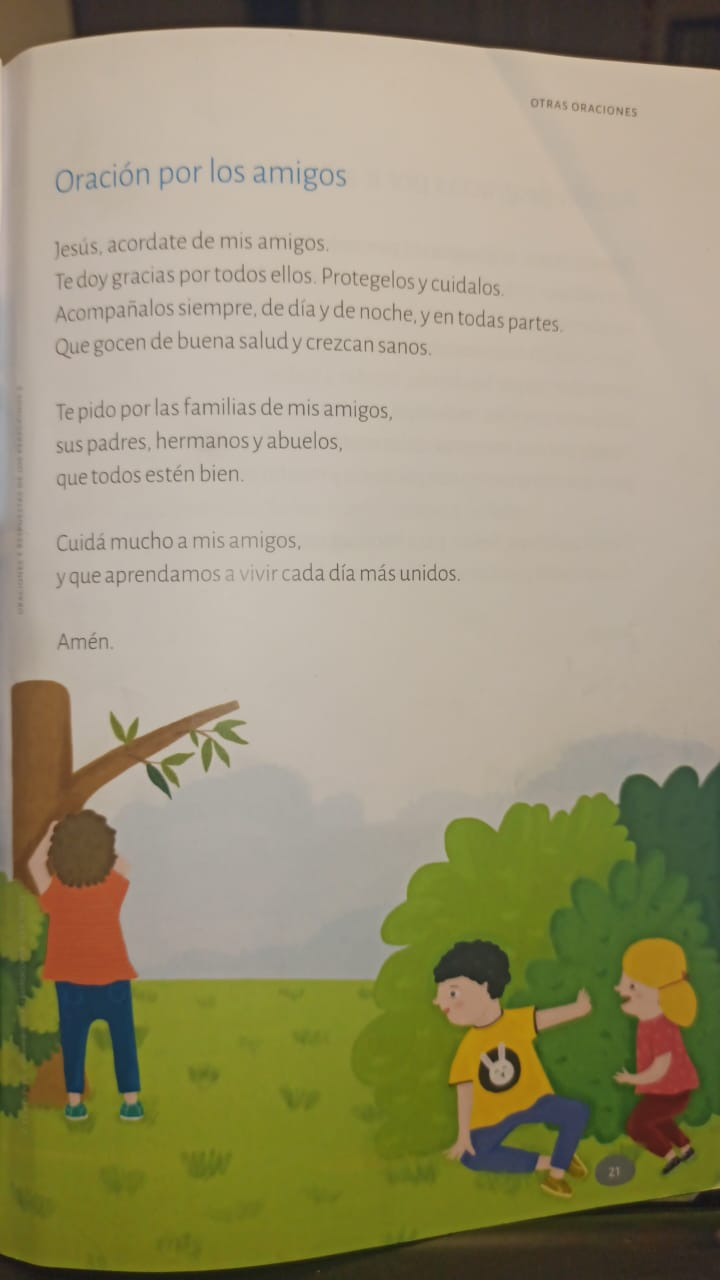 OTRAS ORACIONES
Oración por los amigos
Jesús, acordate de mis amigos.
Te doy gracias por todos ellos. Protegelos y cuidalos.
Acompañalos siempre, de día y de noche, y en todas partes.
Que gocen de buena salud y crezcan sanos.
Te pido por las familias de mis amigos,
sus padres, hermanos y abuelos,
que todos estén bien.
Cuidá mucho a mis amigos,
y que aprendamos a vivir cada día más unidos.
Amén.
21